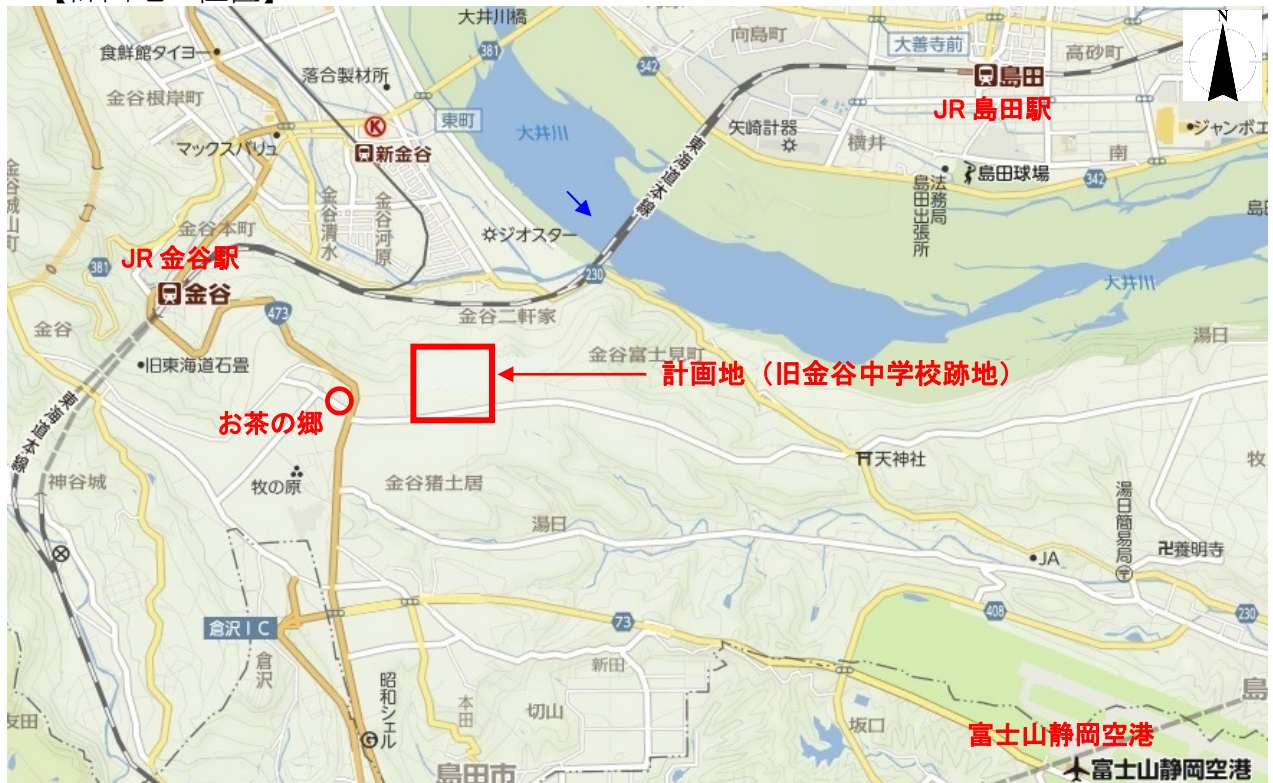 大井川橋
381
向島町
大善寺前
高砂町
N
食鮮館タイヨー
落合製材所
342
島田
JR 島田駅
金谷根岸町
東町
大井川
矢崎計器
横井
ジャンボエ
マックスバリュ
K
新金谷
東海道本線
南
島田球場
342
法務局
島田出張所
金谷城山町
金谷本町
金谷清水
金谷河原
ジオスター
JR 金谷駅
381
230
大井川
金谷
473
金谷二軒家
湯日
金谷
旧東海道石畳
金谷富士見町
計画地（旧金谷中学校跡地）
お茶の郷
東海道本線
天神社
神谷城
牧の原
金谷猪土居
牧
湯日
湯日簡易局
養明寺
JA
408
230
倉沢IC
73
倉沢
新田
昭和シェル
本田
切山
坂口
富士山静岡空港
友田
島田市
富士山静岡空港